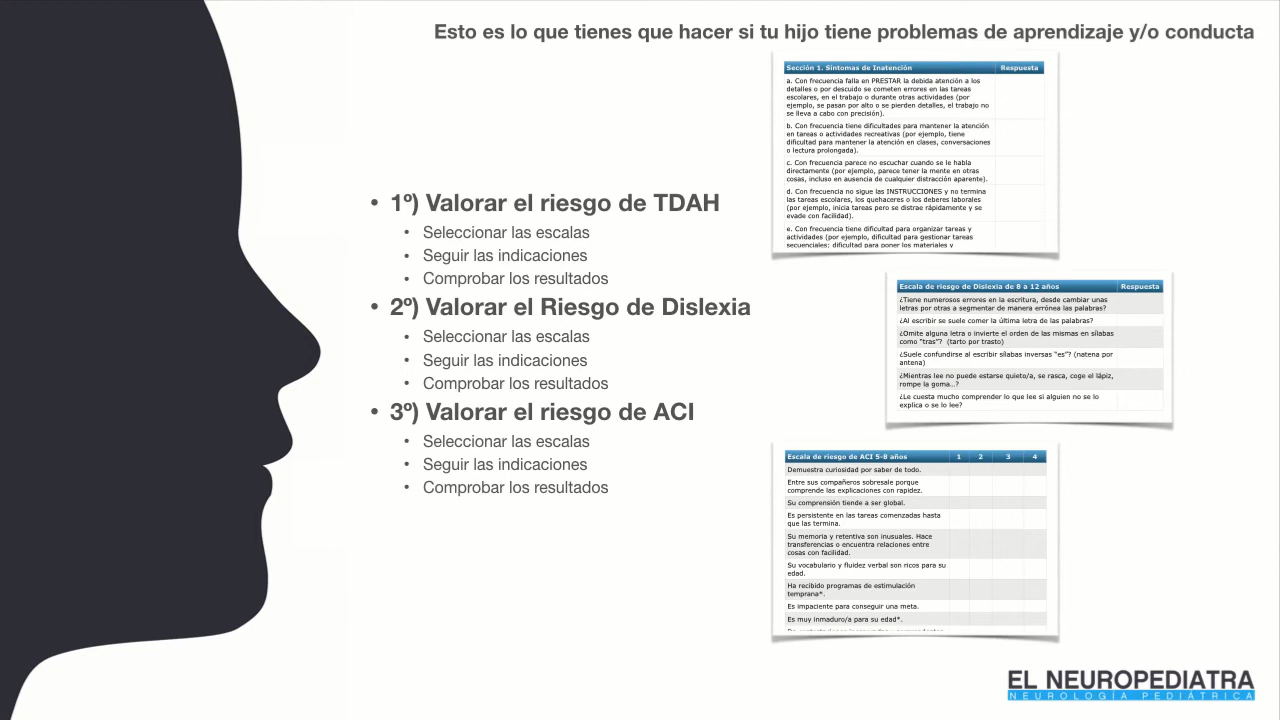 Esto es lo que tienes que hacer si tu hijo tiene problemas de aprendizaje y/o conducta
• 1º) Valorar el riesgo de TDAH
• Seleccionar las escalas
• Seguir las indicaciones
• Comprobar los resultados
• 2º) Valorar el Riesgo de Dislexia
• Seleccionar las escalas
• Seguir las indicaciones
• Comprobar los resultados
• 3º) Valorar el riesgo de ACI
• Seleccionar las escalas
• Seguir las indicaciones
• Comprobar los resultados
Sección 1. Síntomas de Inatención Respuesta
a. Con frecuencia falla en PRESTAR la debida atención a los
detalles o por descuido se cometen errores en las tareas
escolares, en el trabajo o durante otras actividades (por
ejemplo, se pasan por alto o se pierden detalles, el trabajo no
se lleva a cabo con precisión).
b. Con frecuencia tiene dificultades para mantener la atención
en tareas o actividades recreativas (por ejemplo, tiene
dificultad para mantener la atención en clases, conversaciones
o lectura prolongada).
c. Con frecuencia parece no escuchar cuando se le habla
directamente (por ejemplo, parece tener la mente en otras
cosas, incluso en ausencia de cualquier distracción aparente).
d. Con frecuencia no sigue las INSTRUCCIONES y no termina
las tareas escolares, los quehaceres o los deberes laborales
(por ejemplo, inicia tareas pero se distrae rápidamente y se
evade con facilidad).
e. Con frecuencia tiene dificultad para organizar tareas y
actividades (por ejemplo, dificultad para gestionar tareas
secuenciales; dificultad para poner los materiales y
Escala de riesgo de Dislexia de 8 a 12 años Respuesta
¿Tiene numerosos errores en la escritura, desde cambiar unas
letras por otras a segmentar de manera errónea las palabras?
¿Al escribir se suele comer la última letra de las palabras?
¿Omite alguna letra o invierte el orden de las mismas en sílabas
como “tras”? (tarto por trasto)
¿Suele confundirse al escribir sílabas inversas “es”? (natena por
antena)
¿Mientras lee no puede estarse quieto/a, se rasca, coge el lápiz,
rompe la goma…?
¿Le cuesta mucho comprender lo que lee si alguien no se lo
explica o se lo lee?
Escala de riesgo de ACI 5-8 años 1 2 3 4
Demuestra curiosidad por saber de todo.
Entre sus compañeros sobresale porque
comprende las explicaciones con rapidez.
Su comprensión tiende a ser global.
Es persistente en las tareas comenzadas hasta
que las termina.
Su memoria y retentiva son inusuales. Hace
transferencias o encuentra relaciones entre
cosas con facilidad.
Su vocabulario y fluidez verbal son ricos para su
edad.
Ha recibido programas de estimulación
temprana*.
Es impaciente para conseguir una meta.
Es muy inmaduro/a para su edad*.
EL NEUROPEDIATRA
NEUROLOGÍA PEDIÁTRICA